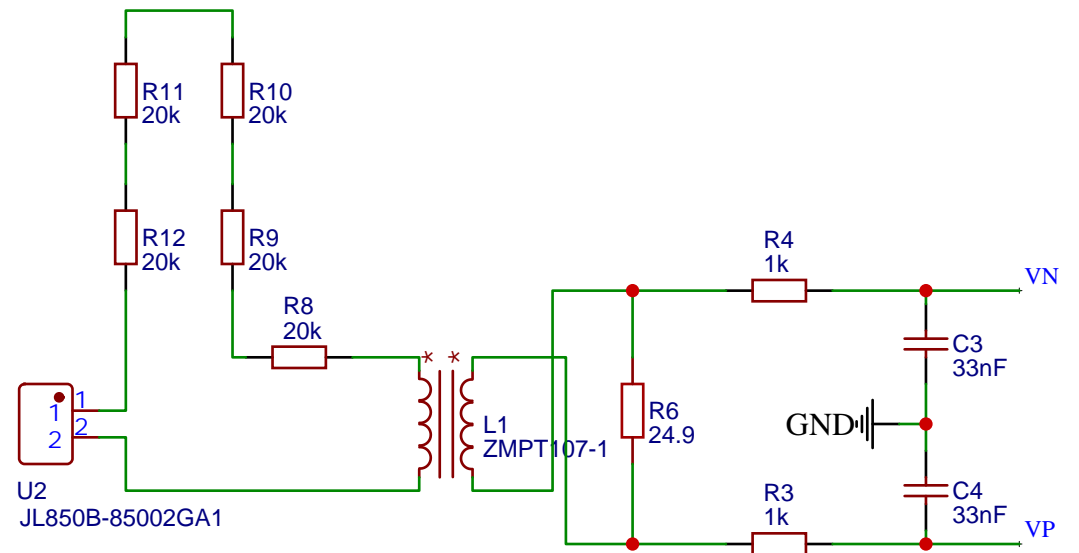 R11
20k
R10
20k
R12
20k
R9
20k
R8
20k
R4
1k
VN
C3
33nF
* *
1 1
2 2
L1
ZMPT107-1
R6
24.9
GND
U2
JL850B-85002GA1
R3
1k
C4
33nF
VP